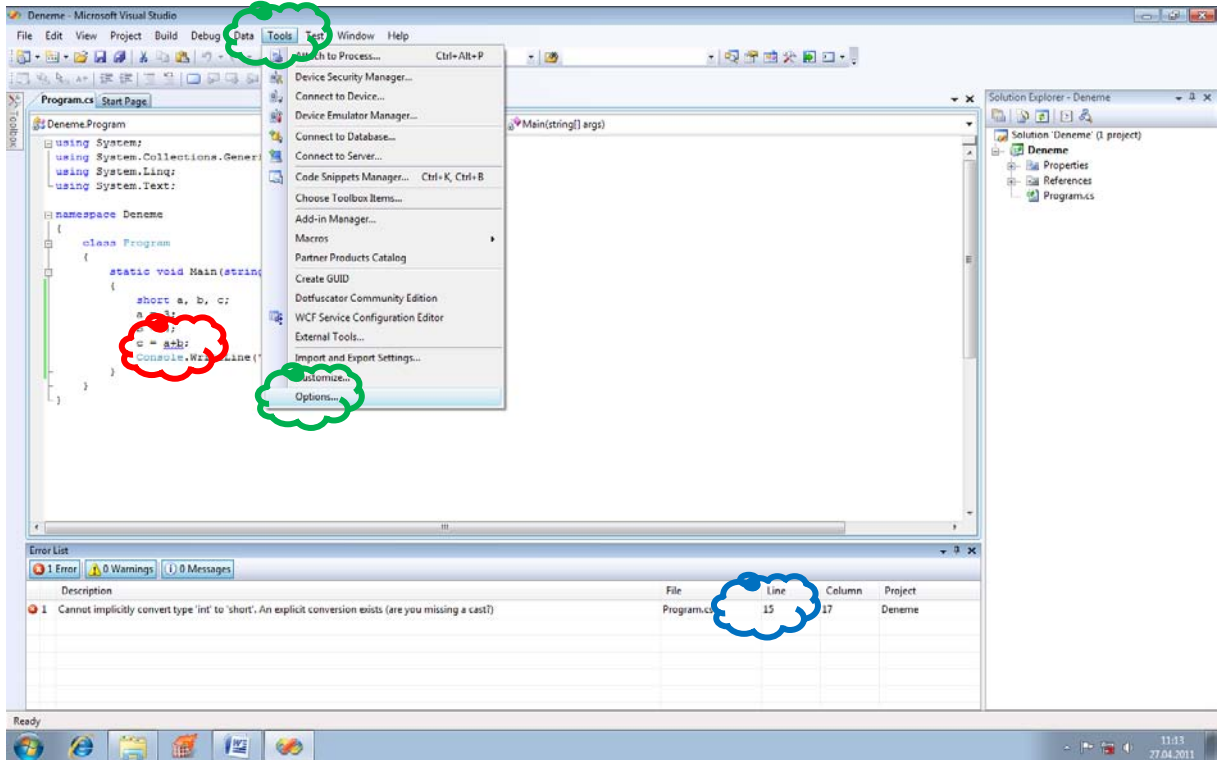 Deneme - Microsoft Visual Studio
File Edit View Project Build Debug Data Tools Test Window Help
Attach to Process... Ctrl+Alt+P
Device Security Manager...
Connect to Device...
Device Emulator Manager...
Connect to Database...
Connect to Server...
Code Snippets Manager... Ctrl+K, Ctrl+B
Choose Toolbox Items...
Add-in Manager...
Macros
Partner Products Catalog
Create GUID
Dotfuscator Community Edition
WCF Service Configuration Editor
External Tools...
Import and Export Settings...
Customize...
Options...
Toolbox
Program.cs Start Page
Deneme.Program
Main(string[] args)
using System;
using System.Collections.Generi
using System.Linq;
using System.Text;
namespace Deneme
{
class Program
{
static void Main(string
{
short a, b, c;
c = a+b;
Console.WriteLine("
}
}
}
Solution Explorer - Deneme
Solution 'Deneme' (1 project)
Deneme
Properties
References
Program.cs
Error List
1 Error 0 Warnings 0 Messages
Description File Line Column Project
1 Cannot implicitly convert type 'int' to 'short'. An explicit conversion exists (are you missing a cast?) Program.cs 15 17 Deneme
Ready
11:13
27.04.2011